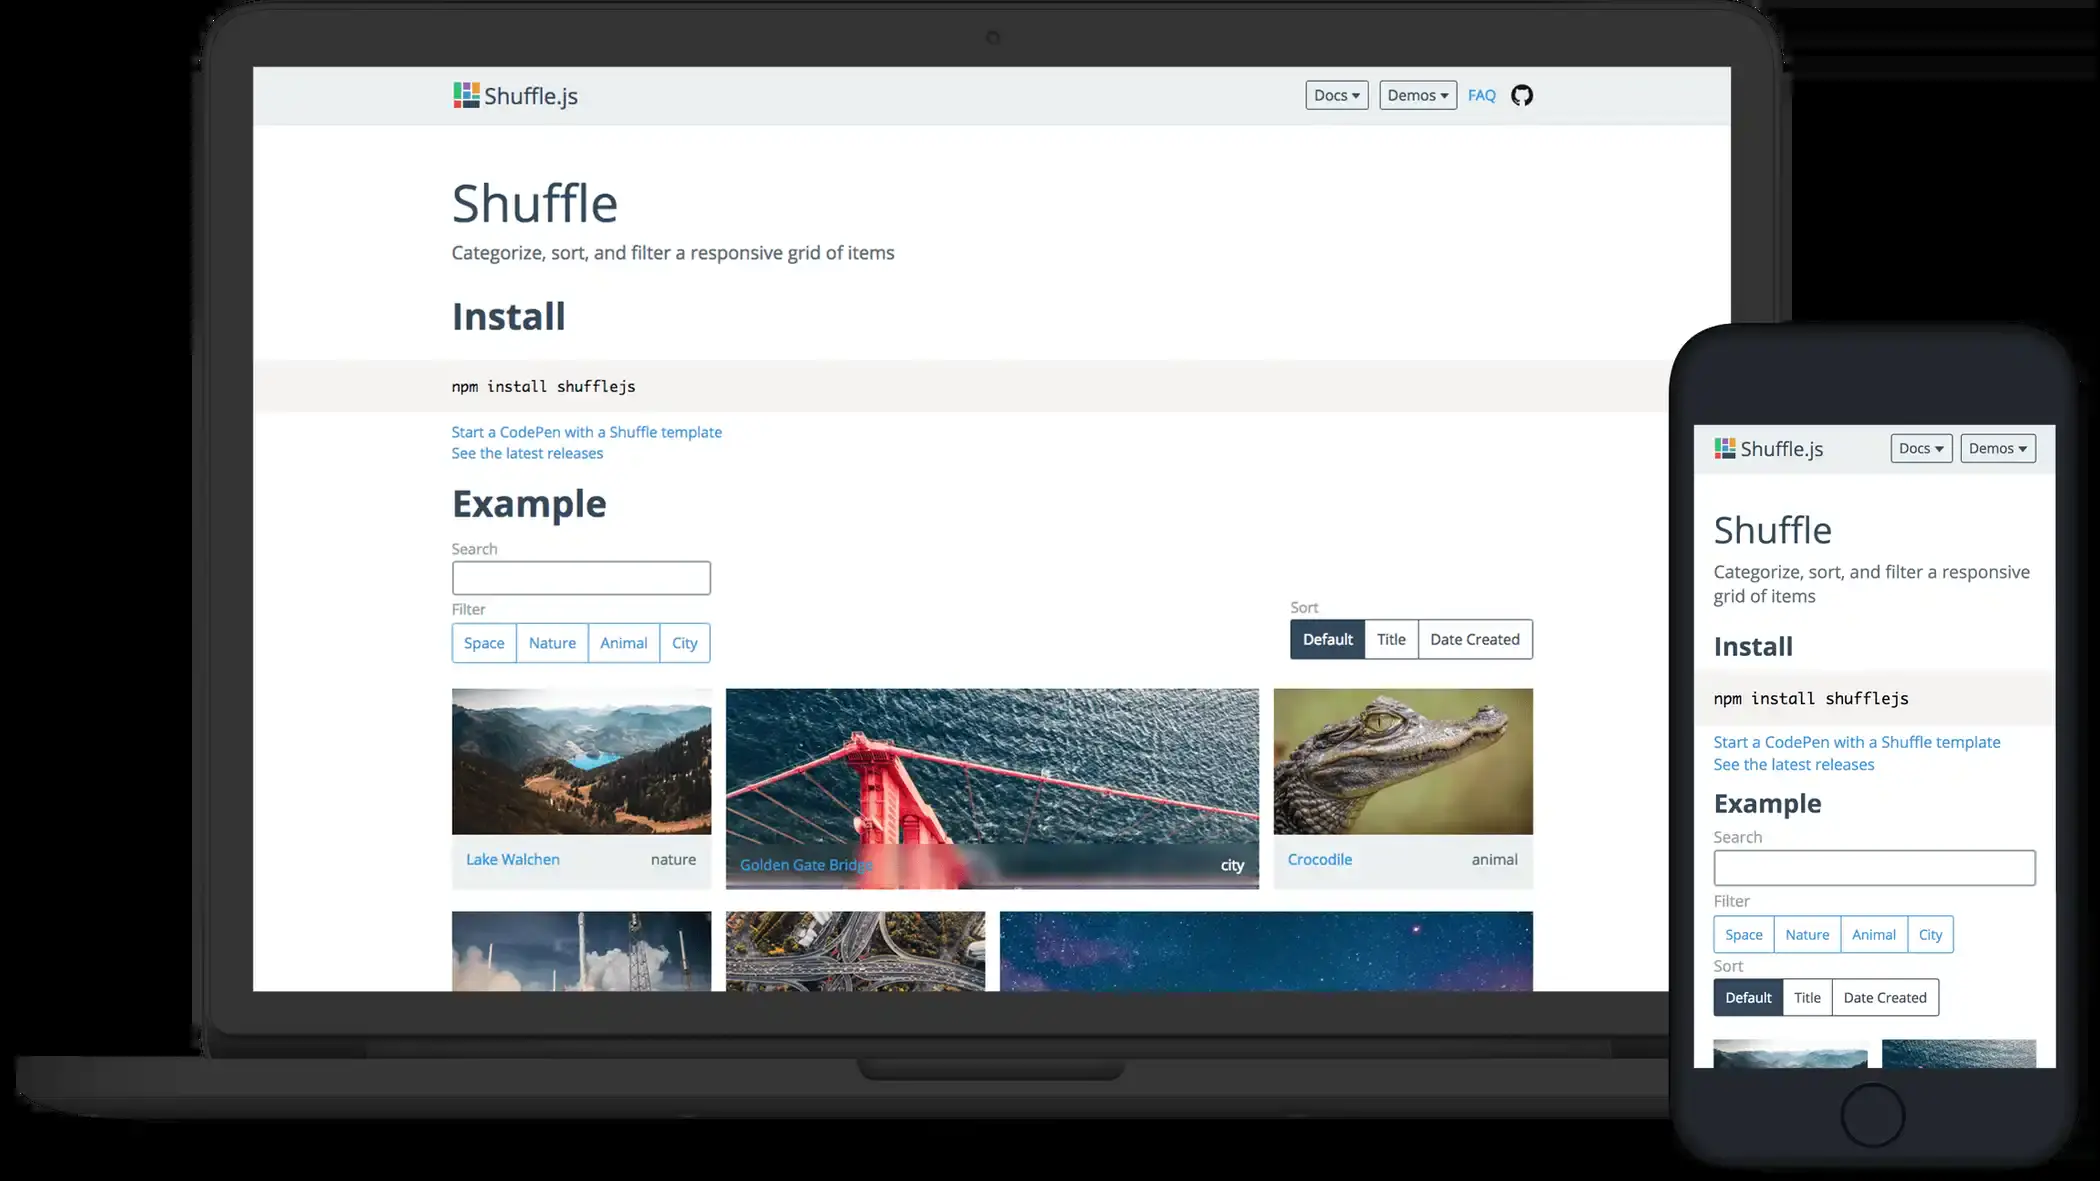 Shuffle.js
Docs Demos FAQ
Shuffle
Categorize, sort, and filter a responsive grid of items
Install
npm install shufflejs
Start a CodePen with a Shuffle template
See the latest releases
Example
Search
Filter
Space Nature Animal City
Sort
Default Title Date Created
Lake Walchen nature
Golden Gate Bridge city
Crocodile animal
Shuffle.js
Docs Demos
Shuffle
Categorize, sort, and filter a responsive
grid of items
Install
npm install shufflejs
Start a CodePen with a Shuffle template
See the latest releases
Example
Search
Filter
Space Nature Animal City
Sort
Default Title Date Created